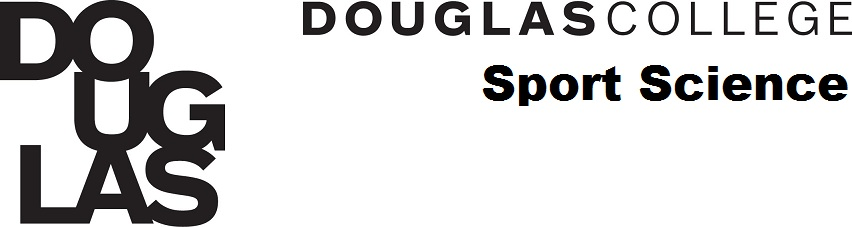 DO
UG
LAS
DOUGLASCOLLEGE
Sport Science